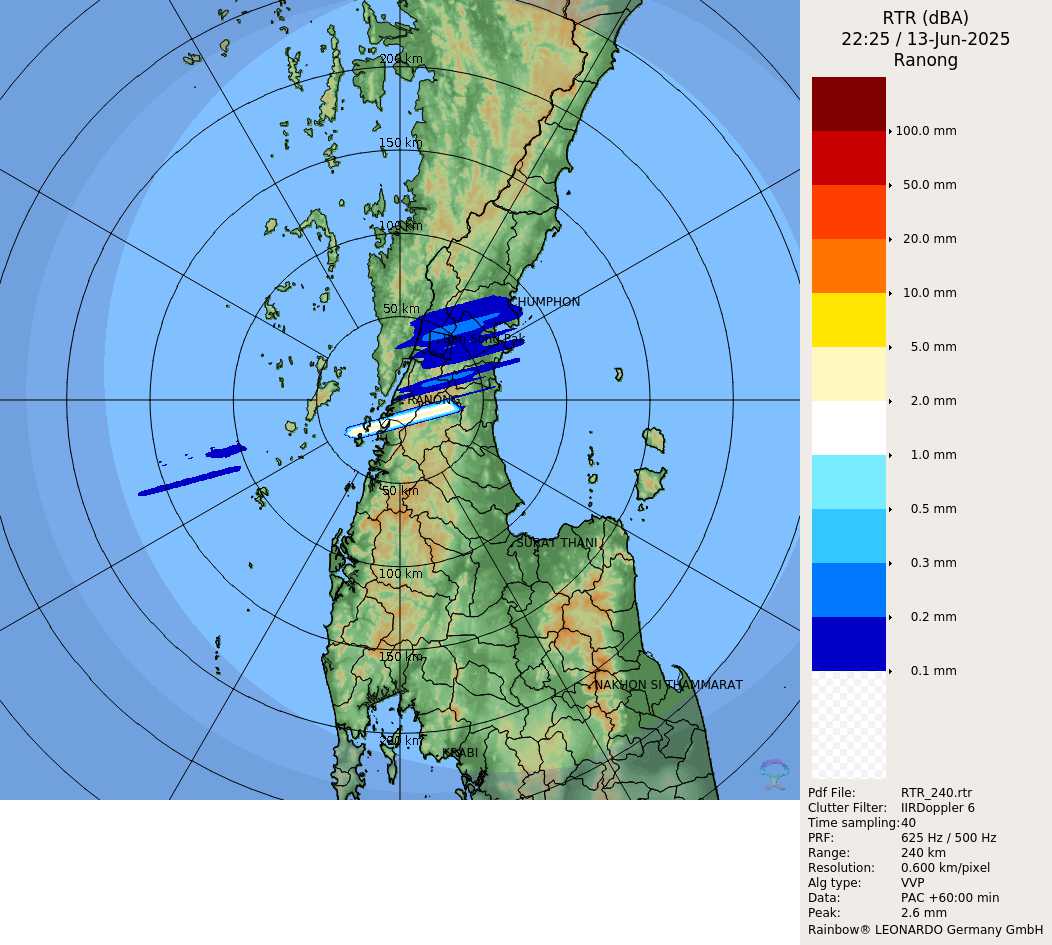 RTR (dBA)
22:25 / 13-Jun-2025
Ranong
100.0 mm
50.0 mm
20.0 mm
10.0 mm
5.0 mm
2.0 mm
1.0 mm
0.5 mm
0.3 mm
0.2 mm
0.1 mm
Pdf File: RTR_240.rtr
Clutter Filter: IIRDoppler 6
Time sampling:40
PRF: 625 Hz / 500 Hz
Range: 240 km
Resolution: 0.600 km/pixel
Alg type: VVP
Data: PAC +60:00 min
Peak: 2.6 mm
Rainbow® LEONARDO Germany GmbH
200 km
150 km
100 km
50 km
CHUMPHON
Pak
RANONG
50 km
SURAT THANI
100 km
150 km
NAKHON SI THAMMARAT
200 km
KRABI